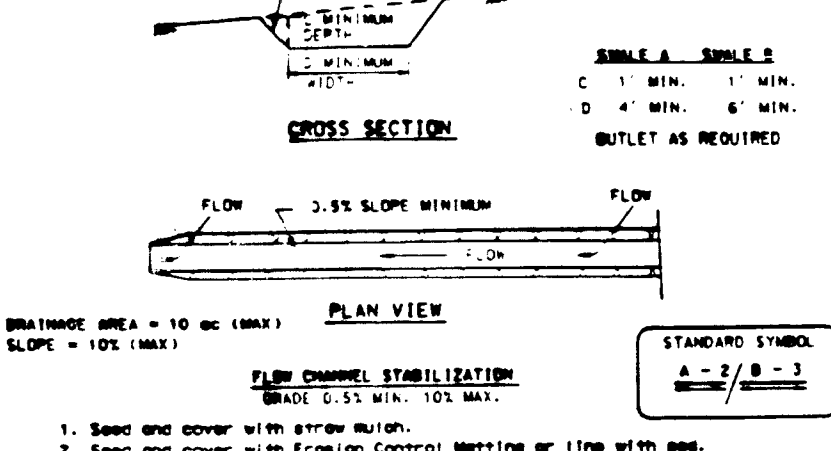 C MINIMUM
DEPTH
D MINIMUM
WIDTH
CROSS SECTION
SWALE A SWALE B
C 1' MIN. 1' MIN.
D 4' MIN. 6' MIN.
OUTLET AS REQUIRED
FLOW
0.5% SLOPE MINIMUM
FLOW
FLOW
PLAN VIEW
DRAINAGE AREA = 10 ac (MAX)
SLOPE = 10% (MAX)
STANDARD SYMBOL
A - 2 / B - 3
FLOW CHANNEL STABILIZATION
GRADE 0.5% MIN. 10% MAX.
1. Seed and cover with straw mulch.
2. Seed and cover with Erosion Control Matting or line with sod.